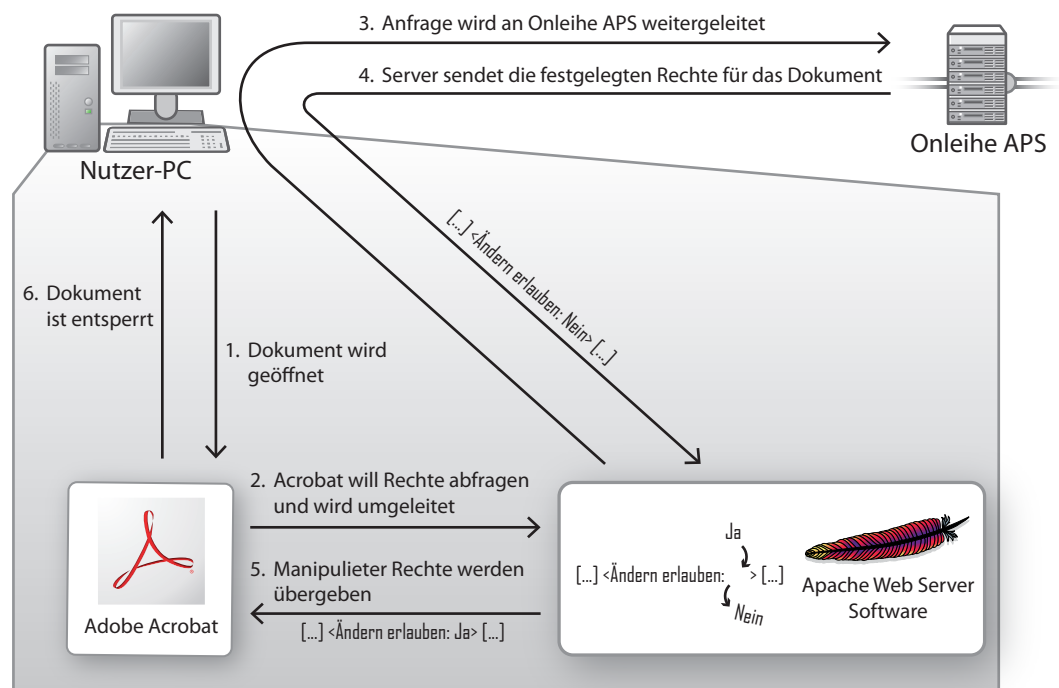 3. Anfrage wird an Onleihe APS weitergeleitet
4. Server sendet die festgelegten Rechte für das Dokument
Nutzer-PC
Onleihe APS
[...] <Ändern erlauben: Nein> [...]
6. Dokument
ist entsperrt
1. Dokument wird
geöffnet
2. Acrobat will Rechte abfragen
und wird umgeleitet
5. Manipulieter Rechte werden
übergeben
[...] <Ändern erlauben: Ja> [...]
Adobe Acrobat
Ja
[...] <Ändern erlauben: > [...]
Nein
Apache Web Server
Software